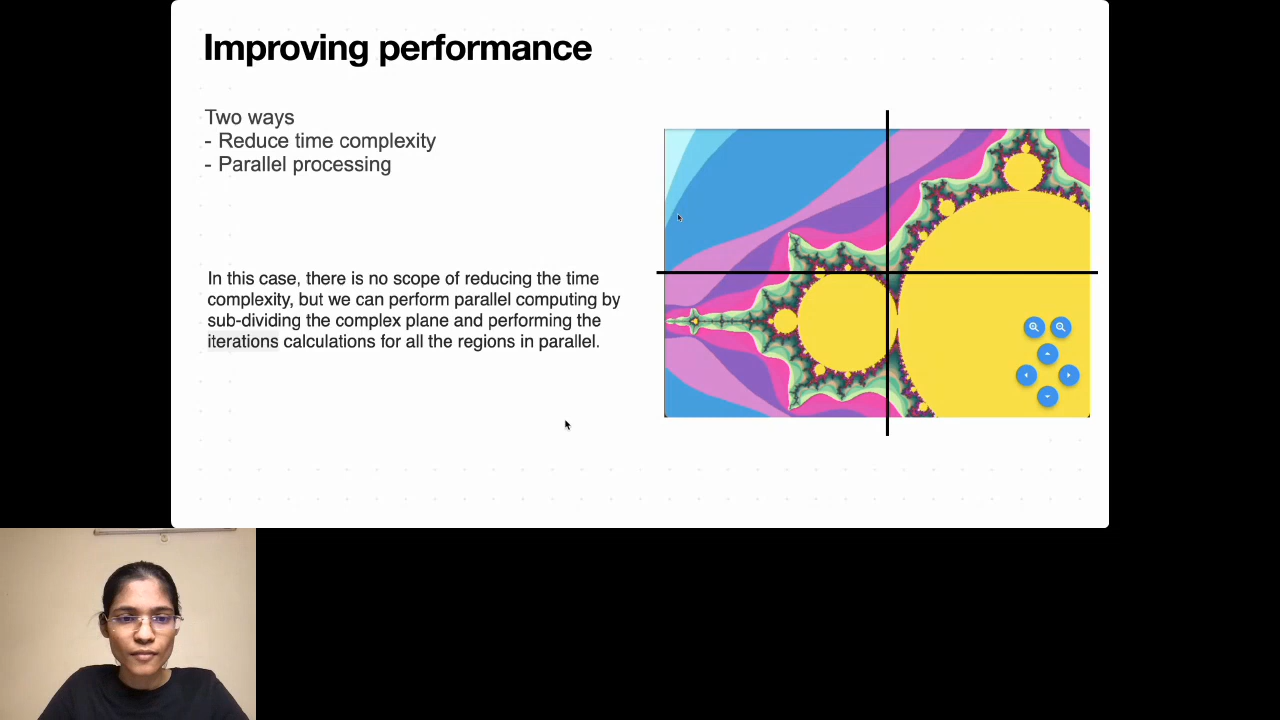 Improving performance
Two ways
- Reduce time complexity
- Parallel processing
In this case, there is no scope of reducing the time
complexity, but we can perform parallel computing by
sub-dividing the complex plane and performing the
iterations calculations for all the regions in parallel.